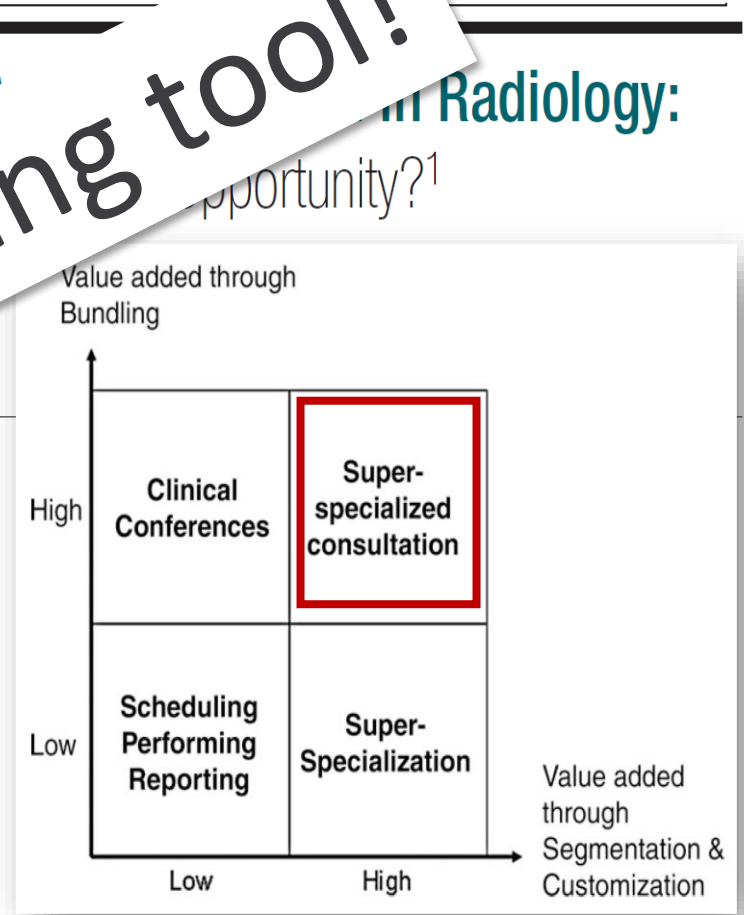 ng tool!
in Radiology:
pportunity?1
Value added through
Bundling
High
Clinical
Conferences
Super-
specialized
consultation
Low
Scheduling
Performing
Reporting
Super-
Specialization
Value added
through
Segmentation &
Customization
Low
High